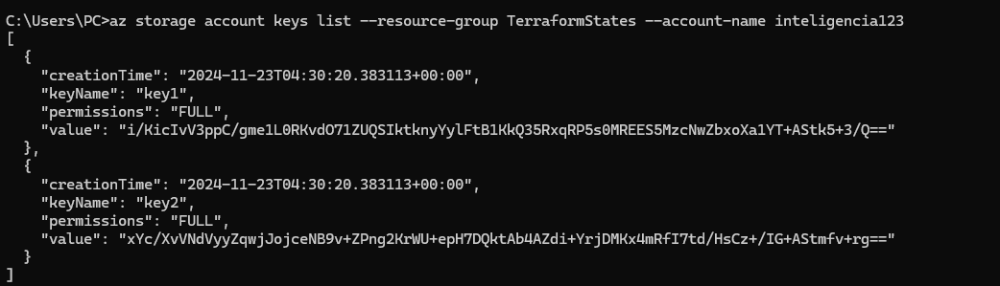 C:\Users\PC>az storage account keys list --resource-group TerraformStates --account-name inteligencia123
[
  {
    "creationTime": "2024-11-23T04:30:20.383113+00:00",
    "keyName": "key1",
    "permissions": "FULL",
    "value": "i/KicIvV3ppC/gme1L0RKvdO71ZUQSIktknyYylFtB1KkQ35RxqRP5s0MREES5MzcNwZbxoXa1YT+AStk5+3/Q=="
  },
  {
    "creationTime": "2024-11-23T04:30:20.383113+00:00",
    "keyName": "key2",
    "permissions": "FULL",
    "value": "xYc/XvVNdVyyZqwjJojceNB9v+ZPng2KrWU+epH7DQktAb4AZdi+YrjDMKx4mRfI7td/HsCz+/IG+AStmfv+rg=="
  }
]